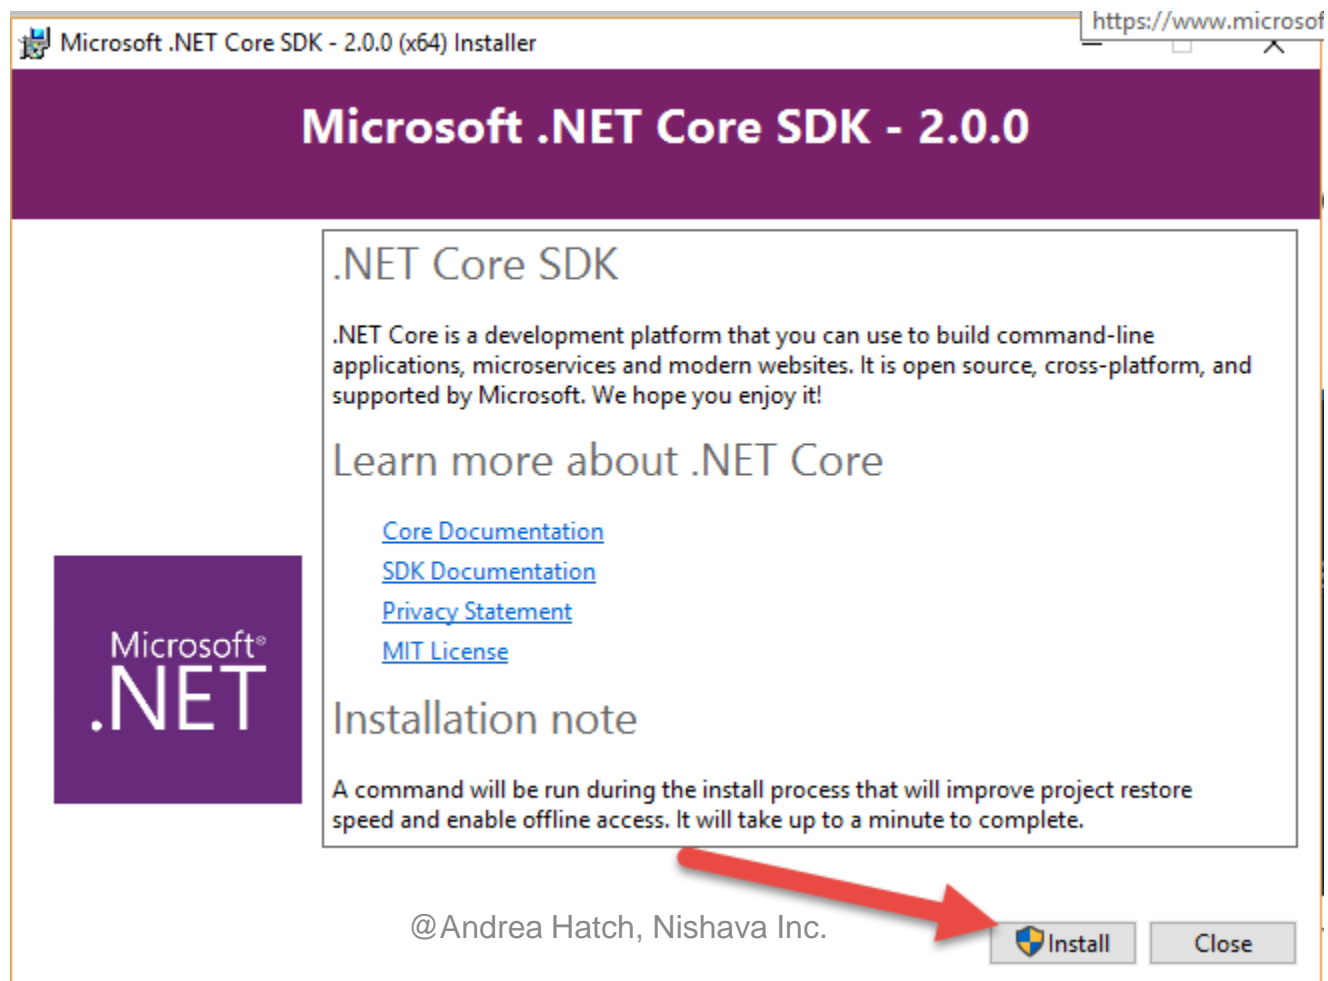 https://www.microsof
Microsoft .NET Core SDK - 2.0.0 (x64) Installer
Microsoft .NET Core SDK - 2.0.0
.NET Core SDK
.NET Core is a development platform that you can use to build command-line
applications, microservices and modern websites. It is open source, cross-platform, and
supported by Microsoft. We hope you enjoy it!
Learn more about .NET Core
Core Documentation
SDK Documentation
Privacy Statement
MIT License
Microsoft®
.NET
Installation note
A command will be run during the install process that will improve project restore
speed and enable offline access. It will take up to a minute to complete.
@Andrea Hatch, Nishava Inc.
Install
Close